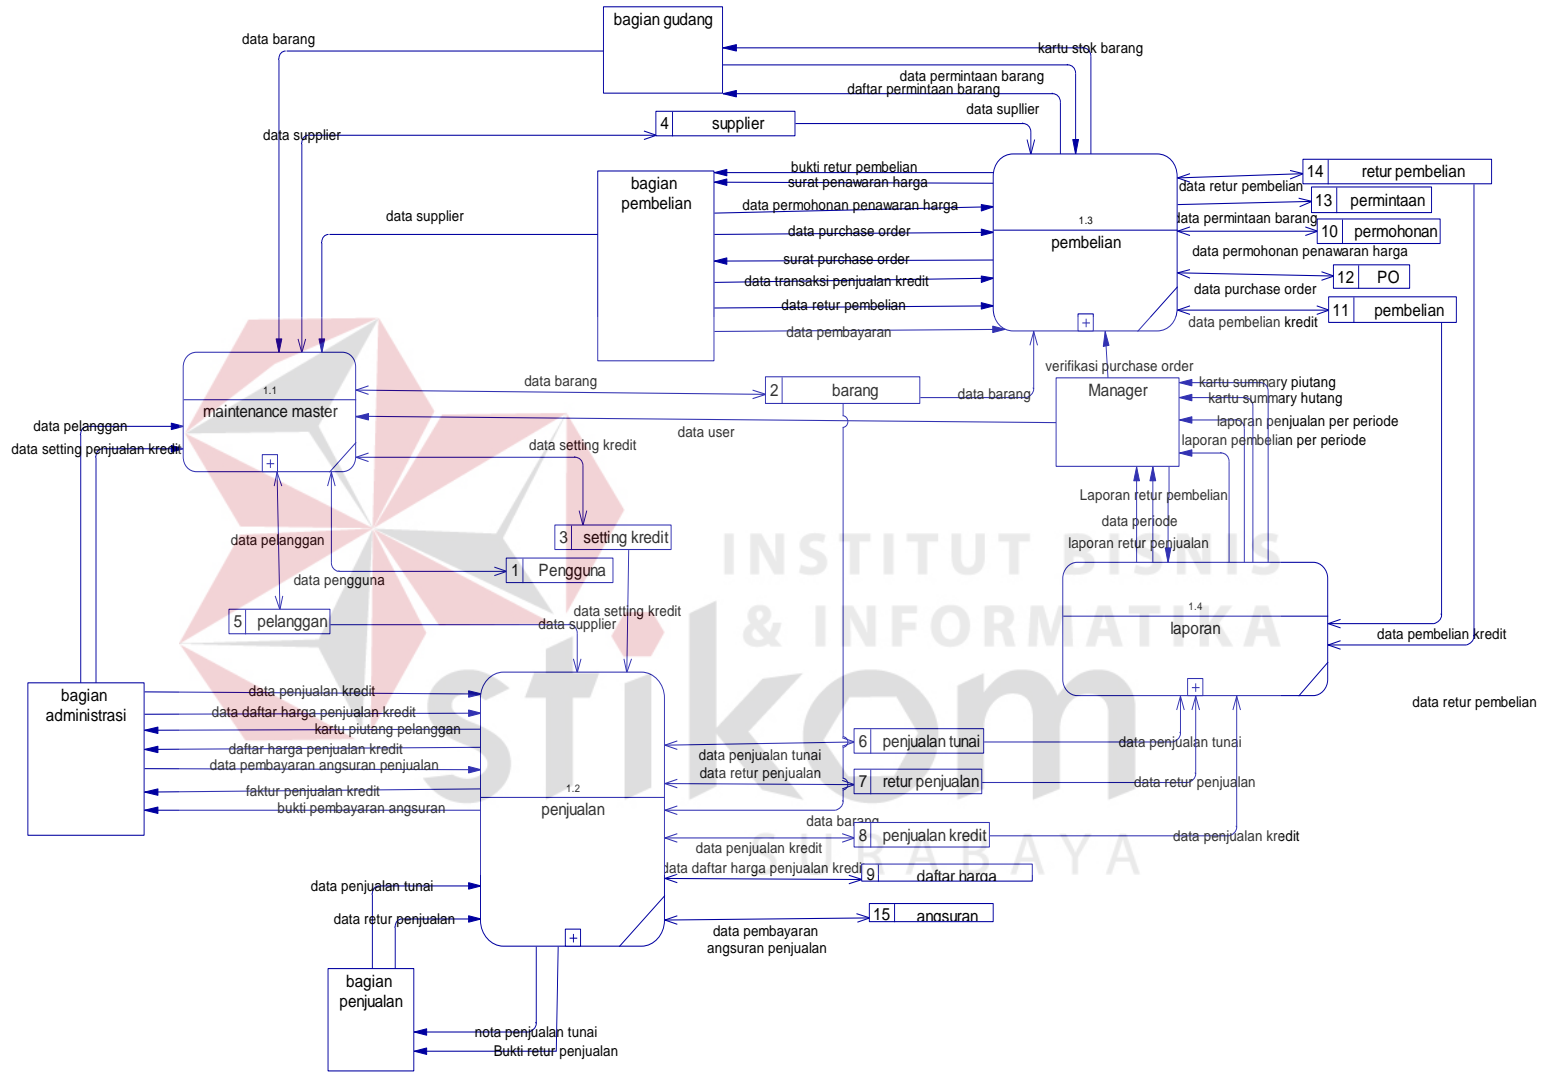 bagian gudang
data barang
kartu stok barang
data permintaan barang
daftar permintaan barang
data supllier
4 supplier
data supplier
bagian
pembelian
bukti retur pembelian
surat penawaran harga
data permohonan penawaran harga
data purchase order
surat purchase order
data transaksi penjualan kredit
data retur pembelian
data pembayaran
data supplier
1.3
pembelian
+
14 retur pembelian
data retur pembelian
13 permintaan
data permintaan barang
10 permohonan
data permohonan penawaran harga
12 PO
data purchase order
11 pembelian
data pembelian kredit
verifikasi purchase order
1.1
maintenance master
+
data barang
2 barang
data barang
Manager
kartu summary piutang
kartu summary hutang
laporan penjualan per periode
laporan pembelian per periode
data user
data pelanggan
data setting penjualan kredit
data setting kredit
Laporan retur pembelian
data periode
laporan retur penjualan
3 setting kredit
data pelanggan
1 Pengguna
data pengguna
INSTITUT BISNIS
& INFORMATIKA
stikom
SURABAYA
5 pelanggan
data setting kredit
data supplier
1.4
laporan
+
data pembelian kredit
data retur pembelian
bagian
administrasi
data penjualan kredit
data daftar harga penjualan kredit
kartu piutang pelanggan
daftar harga penjualan kredit
data pembayaran angsuran penjualan
faktur penjualan kredit
bukti pembayaran angsuran
1.2
penjualan
+
6 penjualan tunai
data penjualan tunai
data penjualan tunai
data retur penjualan
7 retur penjualan
data retur penjualan
data barang
8 penjualan kredit
data penjualan kredit
data penjualan kredit
data daftar harga penjualan kredi
9 daftar harga
15 angsuran
data pembayaran
angsuran penjualan
data penjualan tunai
data retur penjualan
bagian
penjualan
nota penjualan tunai
Bukti retur penjualan